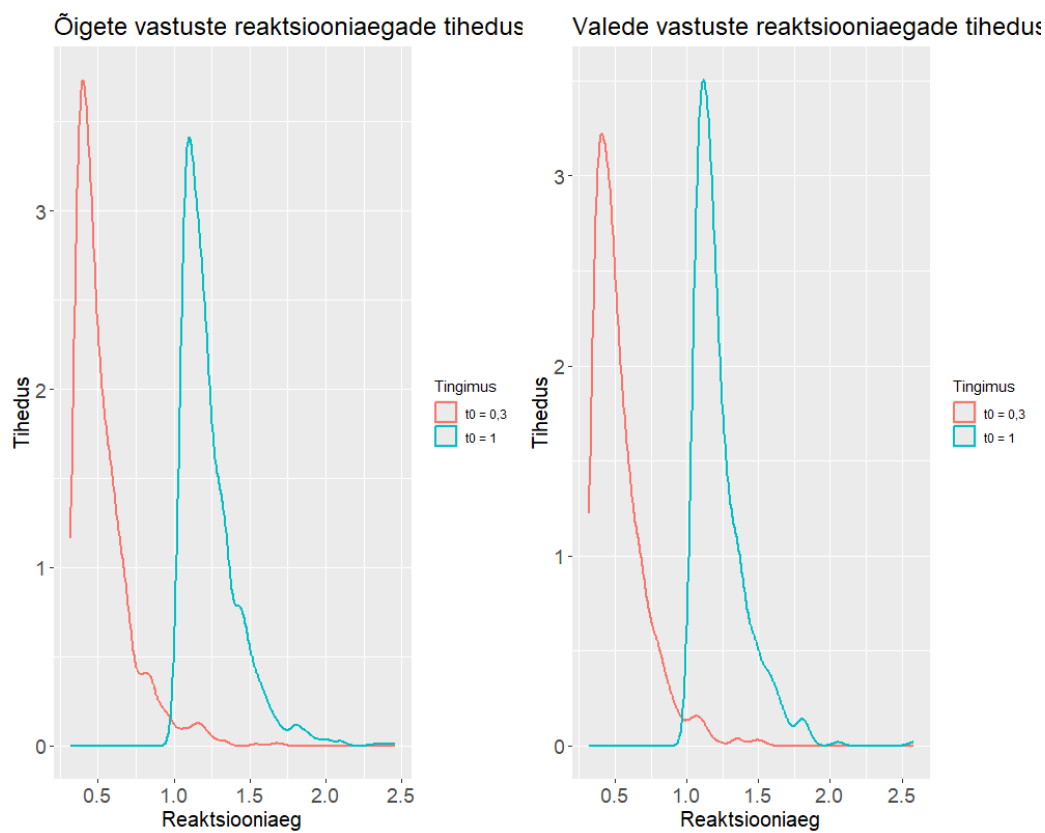 Õigete vastuste reaktsiooniaegade tihedus
3
2
1
0
Tihedus
0.5 1.0 1.5 2.0 2.5
Reaktsiooniaeg
Tingimus
t0 = 0,3
t0 = 1
Valede vastuste reaktsiooniaegade tihedus
3
2
1
0
Tihedus
0.5 1.0 1.5 2.0 2.5
Reaktsiooniaeg
Tingimus
t0 = 0,3
t0 = 1